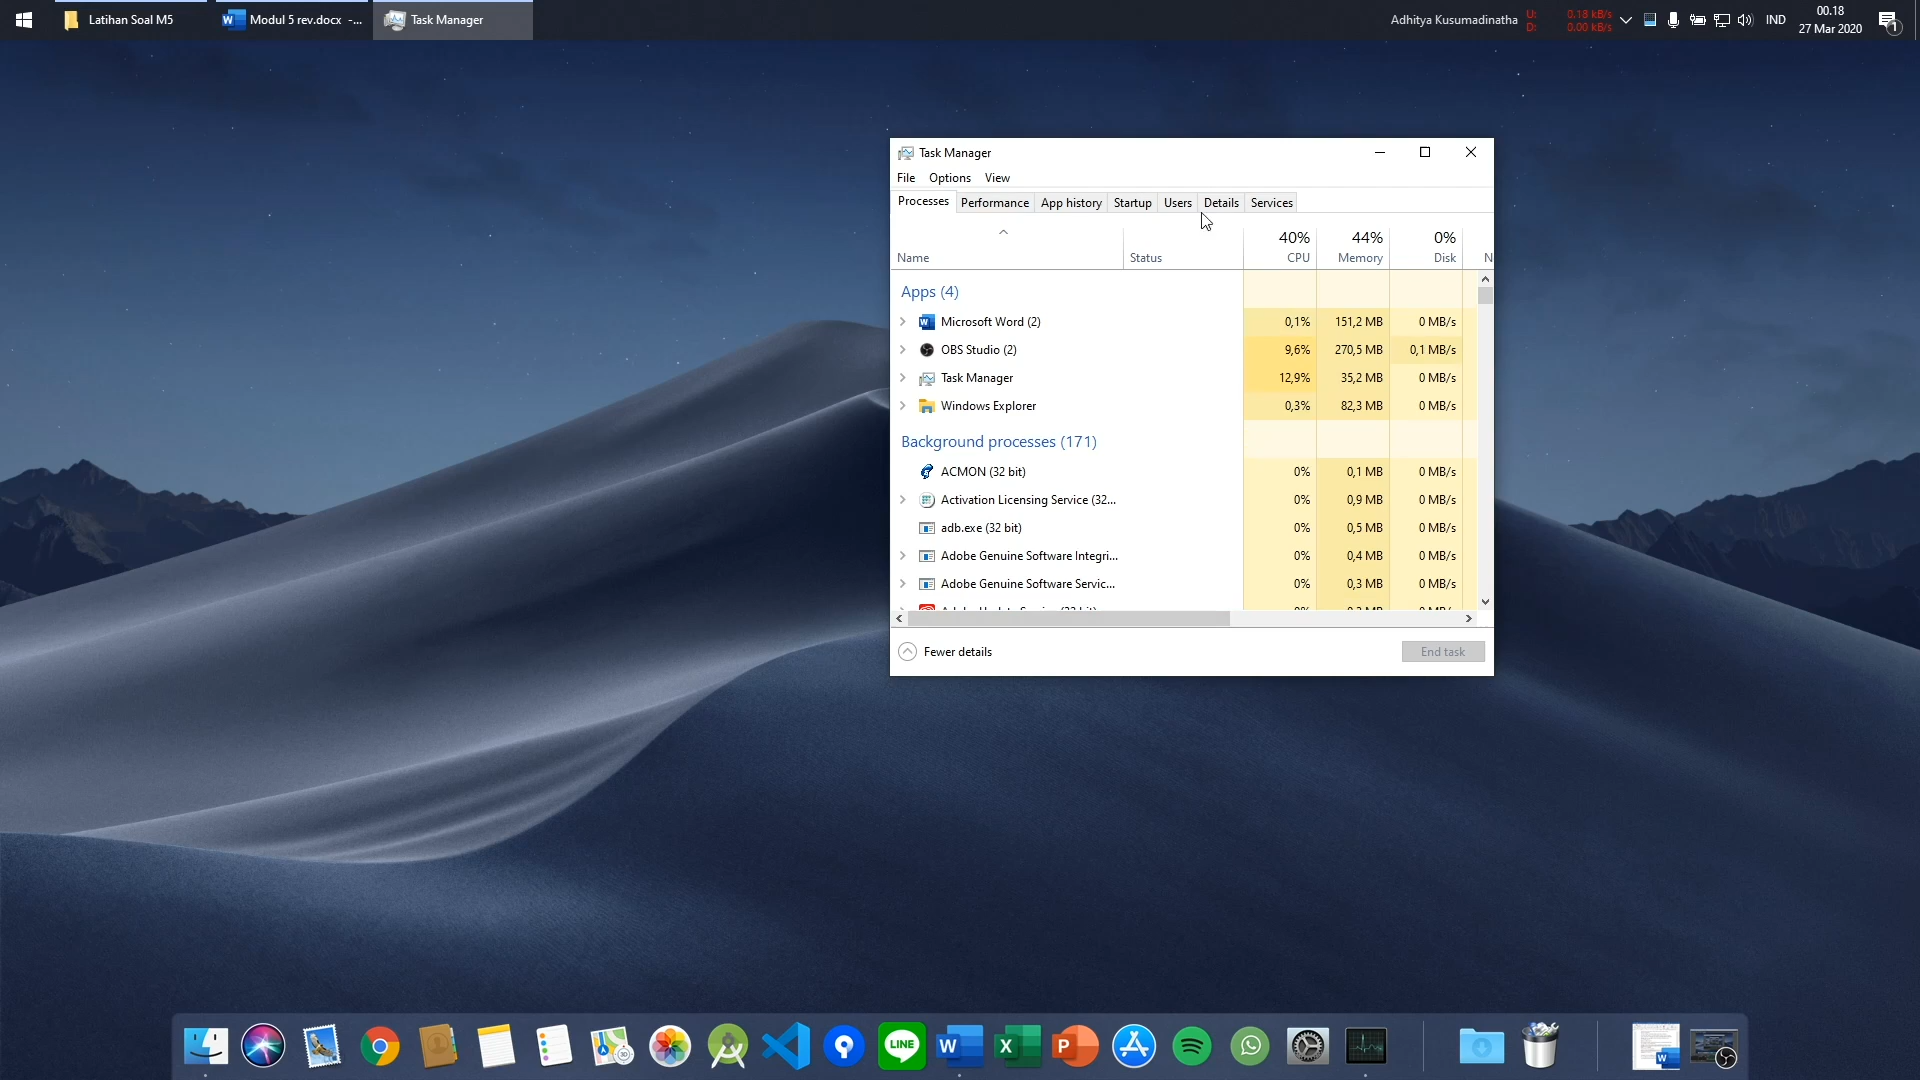 Latihan Soal M5
Modul 5 rev.docx -...
Task Manager
Adhitya Kusumadinatha
U: 0.18 kB/s
D: 0.00 kB/s
IND
00.18
27 Mar 2020
1
Task Manager
File Options View
Processes Performance App history Startup Users Details Services
40% 44% 0%
Name Status CPU Memory Disk N
Apps (4)
Microsoft Word (2) 0,1% 151,2 MB 0 MB/s
OBS Studio (2) 9,6% 270,5 MB 0,1 MB/s
Task Manager 12,9% 35,2 MB 0 MB/s
Windows Explorer 0,3% 82,3 MB 0 MB/s
Background processes (171)
ACMON (32 bit) 0% 0,1 MB 0 MB/s
Activation Licensing Service (32... 0% 0,9 MB 0 MB/s
adb.exe (32 bit) 0% 0,5 MB 0 MB/s
Adobe Genuine Software Integri... 0% 0,4 MB 0 MB/s
Adobe Genuine Software Servic... 0% 0,3 MB 0 MB/s
Fewer details
End task
LINE
W
X
P